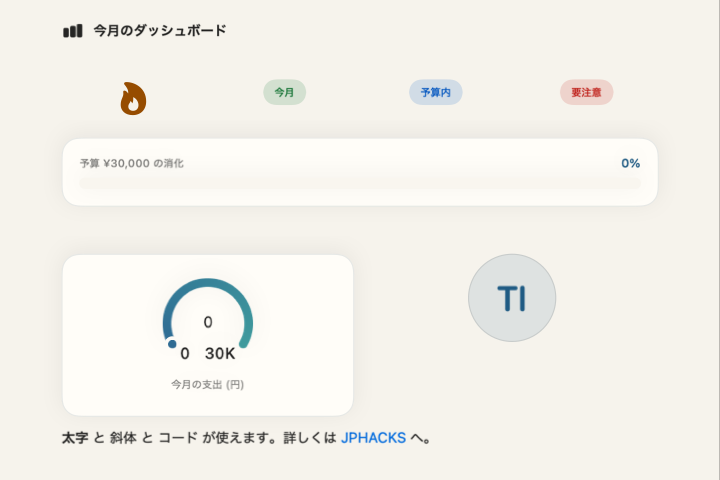 今月のダッシュボード
今月 予算内 要注意
予算 ¥30,000 の消化 0%
0
0 30K
今月の支出 (円)
TI
太字 と 斜体 と コード が使えます。詳しくは JPHACKS へ。